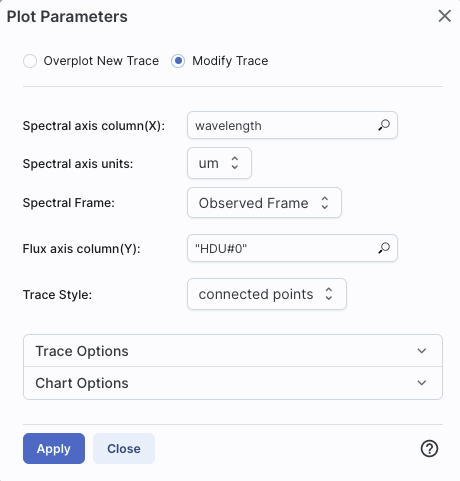 Plot Parameters
Overplot New Trace Modify Trace
Spectral axis column(X): wavelength
Spectral axis units: um
Spectral Frame: Observed Frame
Flux axis column(Y): "HDU#0"
Trace Style: connected points
Trace Options
Chart Options
Apply Close ?